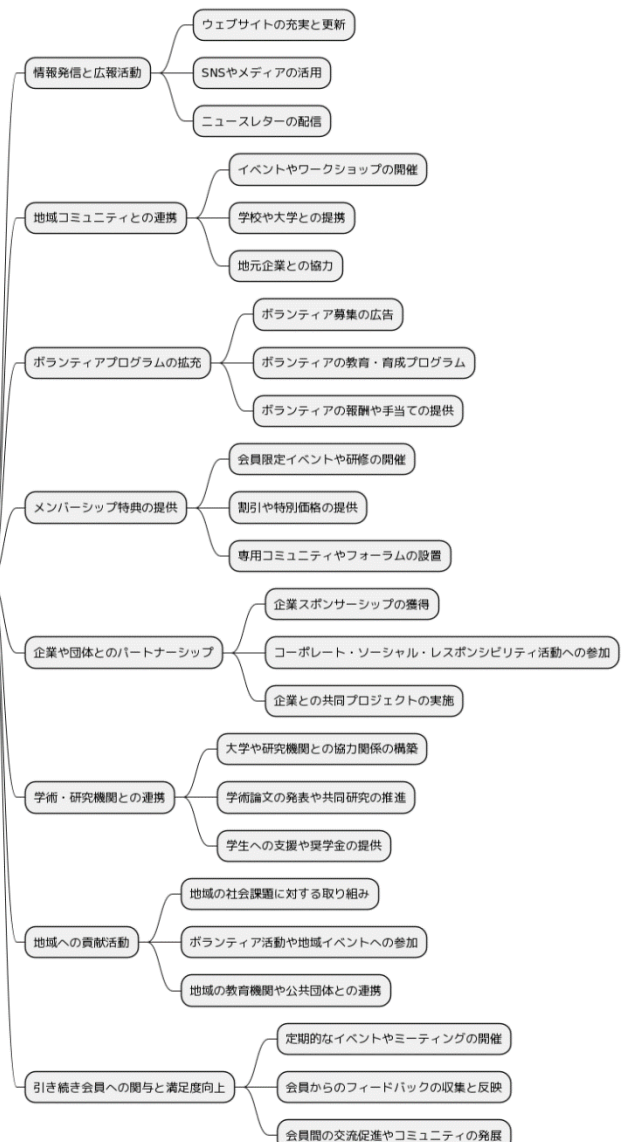 情報発信と広報活動
ウェブサイトの充実と更新
SNSやメディアの活用
ニュースレターの配信
地域コミュニティとの連携
イベントやワークショップの開催
学校や大学との提携
地元企業との協力
ボランティアプログラムの拡充
ボランティア募集の広告
ボランティアの教育・育成プログラム
ボランティアの報酬や手当ての提供
メンバーシップ特典の提供
会員限定イベントや研修の開催
割引や特別価格の提供
専用コミュニティやフォーラムの設置
企業や団体とのパートナーシップ
企業スポンサーシップの獲得
コーポレート・ソーシャル・レスポンシビリティ活動への参加
企業との共同プロジェクトの実施
学術・研究機関との連携
大学や研究機関との協力関係の構築
学術論文の発表や共同研究の推進
学生への支援や奨学金の提供
地域への貢献活動
地域の社会課題に対する取り組み
ボランティア活動や地域イベントへの参加
地域の教育機関や公共団体との連携
引き続き会員への関与と満足度向上
定期的なイベントやミーティングの開催
会員からのフィードバックの収集と反映
会員間の交流促進やコミュニティの発展